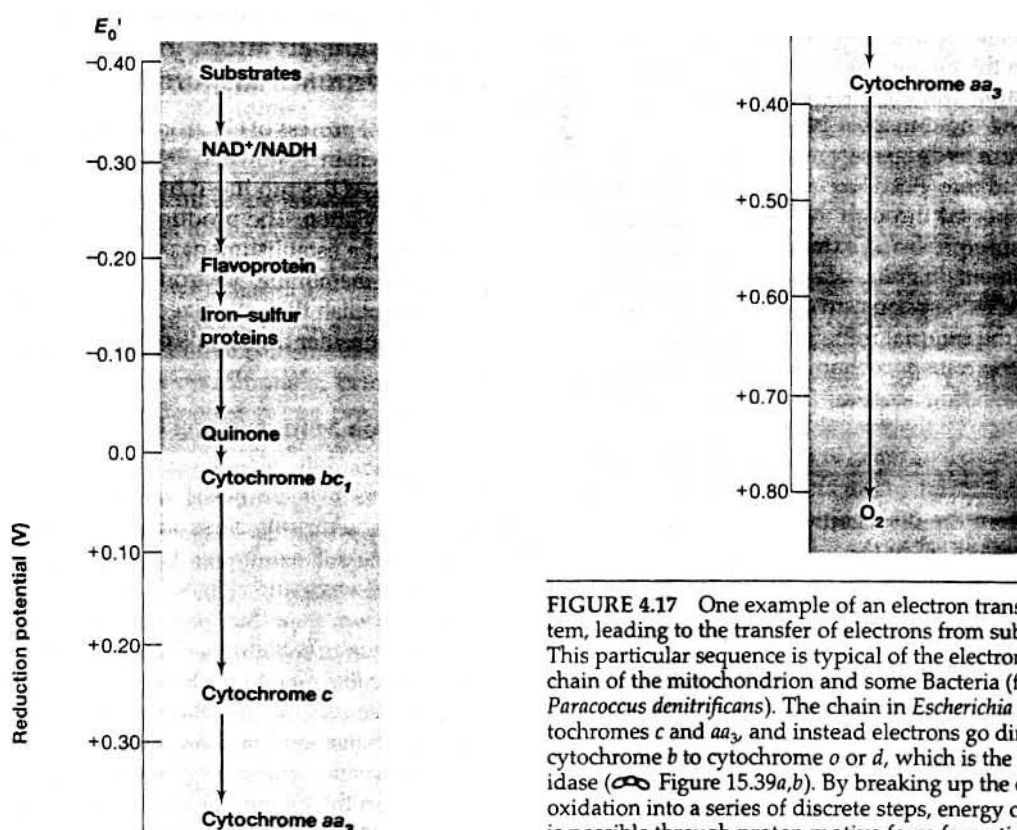 E₀'
−0.40
Substrates
−0.30
NAD⁺/NADH
−0.20
Flavoprotein
Iron–sulfur
proteins
−0.10
Quinone
0.0
Cytochrome bc₁
+0.10
+0.20
Cytochrome c
+0.30
Cytochrome aa₃
Reduction potential (V)
Cytochrome aa₃
+0.40
+0.50
+0.60
+0.70
+0.80
O₂
FIGURE 4.17 One example of an electron trans
tem, leading to the transfer of electrons from sub
This particular sequence is typical of the electron
chain of the mitochondrion and some Bacteria (f
Paracoccus denitrificans). The chain in Escherichia
tochromes c and aa₃, and instead electrons go dir
cytochrome b to cytochrome o or d, which is the
idase (Figure 15.39a,b). By breaking up the
oxidation into a series of discrete steps, energy c
is possible through proton motive force